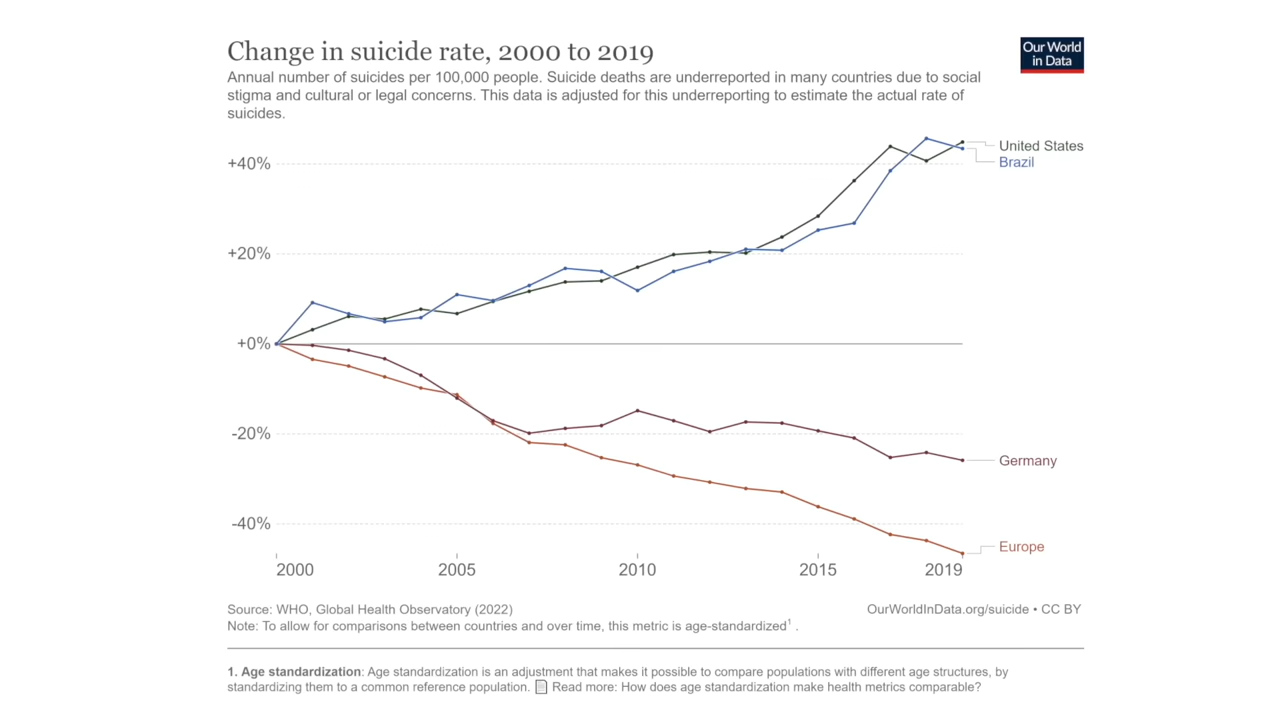 Change in suicide rate, 2000 to 2019
Our World
in Data
Annual number of suicides per 100,000 people. Suicide deaths are underreported in many countries due to social
stigma and cultural or legal concerns. This data is adjusted for this underreporting to estimate the actual rate of
suicides.
+40%
+20%
+0%
-20%
-40%
United States
Brazil
Germany
Europe
2000
2005
2010
2015
2019
Source: WHO, Global Health Observatory (2022)
OurWorldInData.org/suicide • CC BY
Note: To allow for comparisons between countries and over time, this metric is age-standardized¹ .
1. Age standardization: Age standardization is an adjustment that makes it possible to compare populations with different age structures, by
standardizing them to a common reference population. Read more: How does age standardization make health metrics comparable?